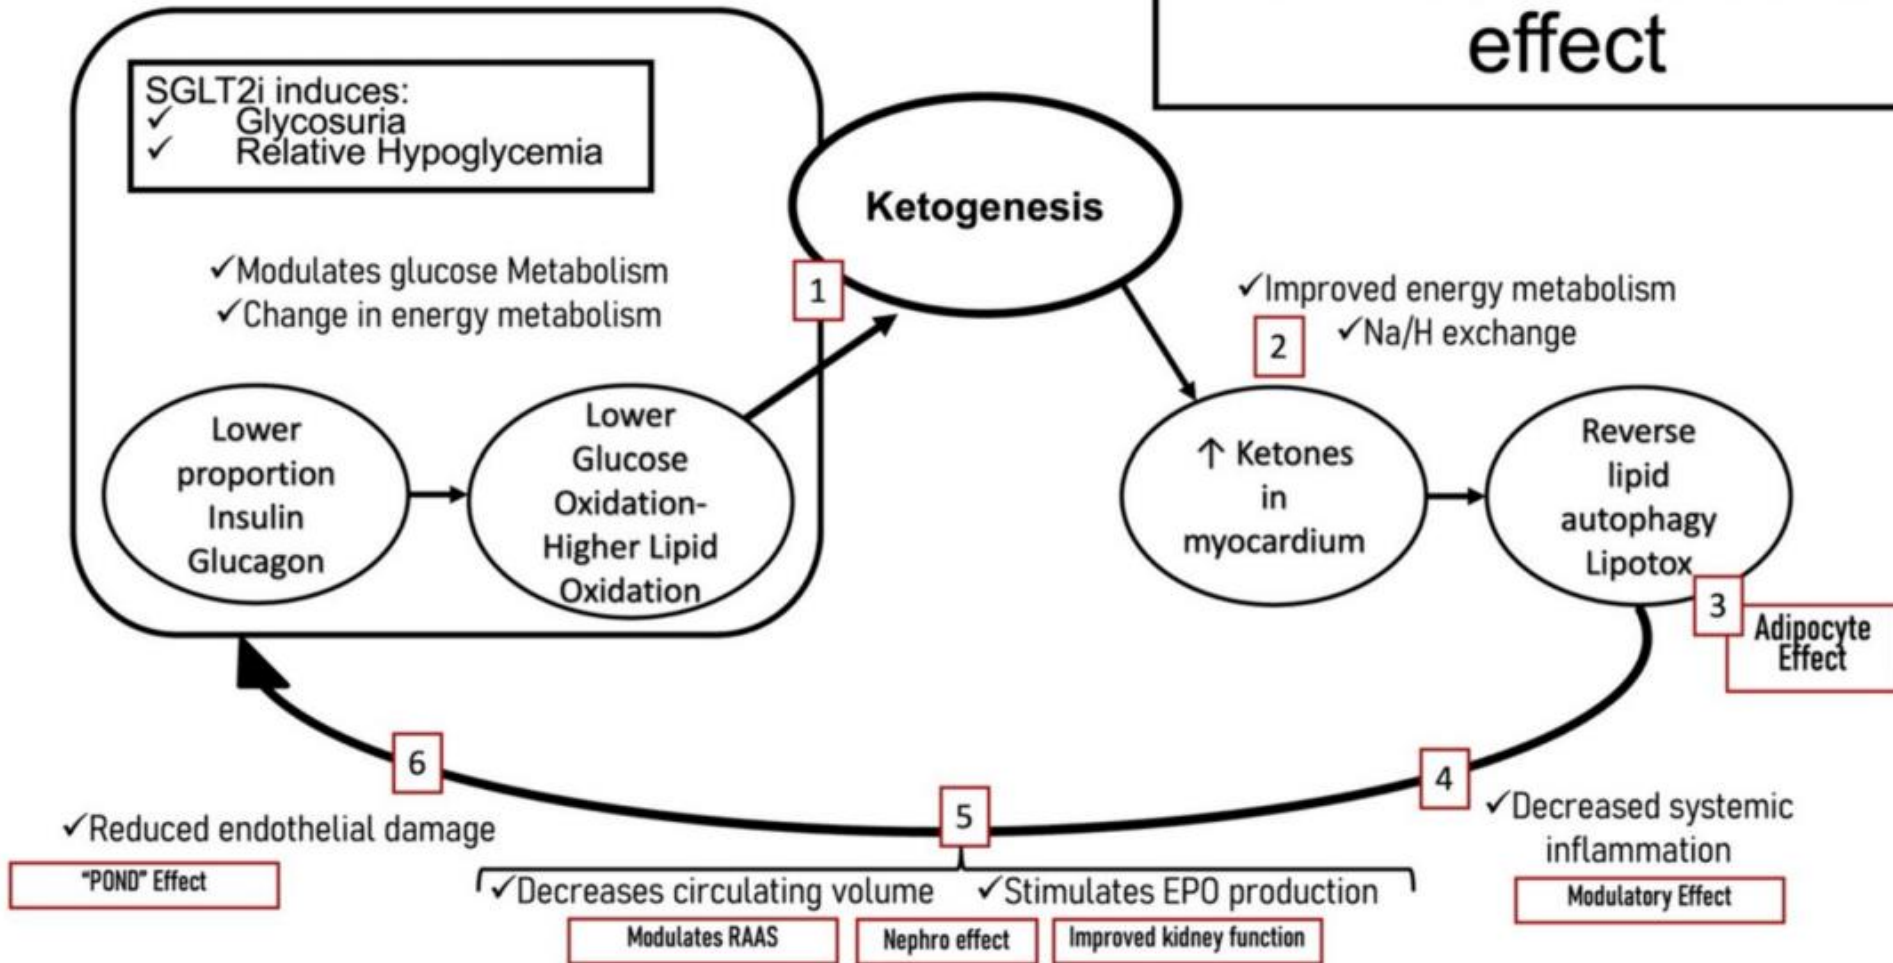 effect
SGLT2i induces:
✓ Glycosuria
✓ Relative Hypoglycemia
Ketogenesis
✓Modulates glucose Metabolism
✓Change in energy metabolism
1
✓Improved energy metabolism
2
✓Na/H exchange
Lower
proportion
Insulin
Glucagon
Lower
Glucose
Oxidation-
Higher Lipid
Oxidation
↑ Ketones
in
myocardium
Reverse
lipid
autophagy
Lipotox
3
Adipocyte
Effect
4
✓Decreased systemic
inflammation
Modulatory Effect
5
✓Decreases circulating volume ✓Stimulates EPO production
Modulates RAAS
Nephro effect
Improved kidney function
6
✓Reduced endothelial damage
"POND" Effect